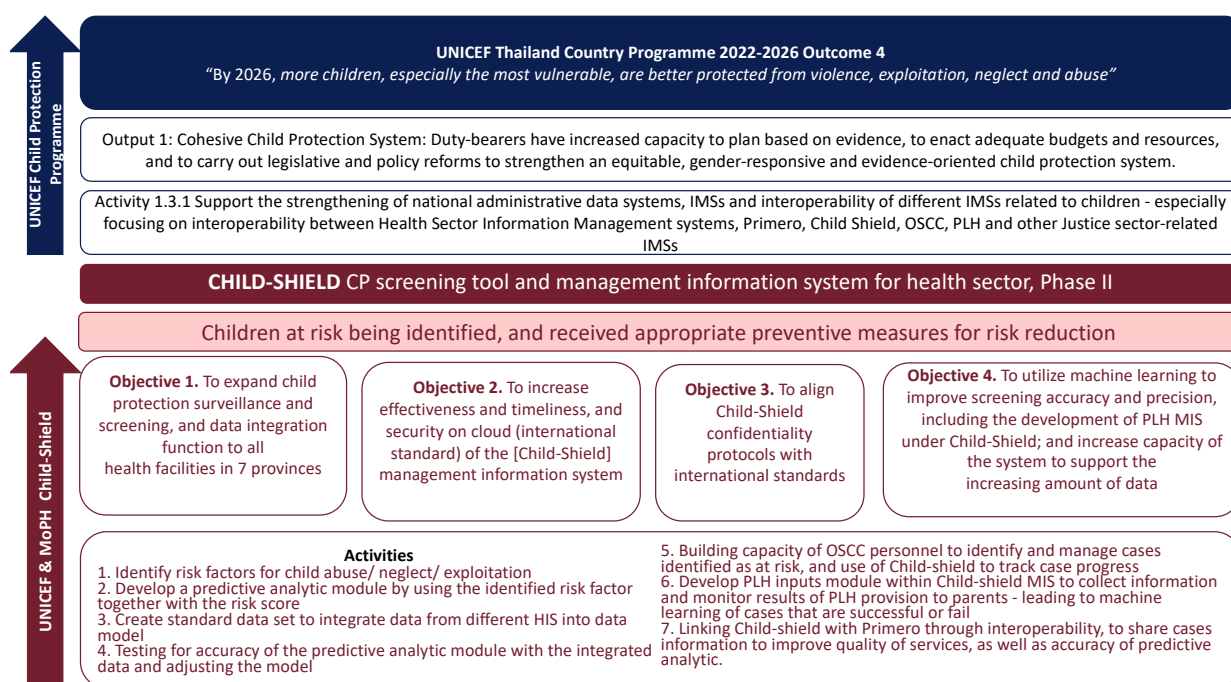 UNICEF Child Protection
Programme
UNICEF Thailand Country Programme 2022-2026 Outcome 4
“By 2026, more children, especially the most vulnerable, are better protected from violence, exploitation, neglect and abuse”
Output 1: Cohesive Child Protection System: Duty-bearers have increased capacity to plan based on evidence, to enact adequate budgets and resources,
and to carry out legislative and policy reforms to strengthen an equitable, gender-responsive and evidence-oriented child protection system.
Activity 1.3.1 Support the strengthening of national administrative data systems, IMSs and interoperability of different IMSs related to children - especially
focusing on interoperability between Health Sector Information Management systems, Primero, Child Shield, OSCC, PLH and other Justice sector-related
IMSs
CHILD-SHIELD CP screening tool and management information system for health sector, Phase II
Children at risk being identified, and received appropriate preventive measures for risk reduction
UNICEF & MoPH Child-Shield
Objective 1. To expand child
protection surveillance and
screening, and data integration
function to all
health facilities in 7 provinces
Objective 2. To increase
effectiveness and timeliness, and
security on cloud (international
standard) of the [Child-Shield]
management information system
Objective 3. To align
Child-Shield
confidentiality
protocols with
international standards
Objective 4. To utilize machine learning to
improve screening accuracy and precision,
including the development of PLH MIS
under Child-Shield; and increase capacity of
the system to support the
increasing amount of data
Activities
1. Identify risk factors for child abuse/ neglect/ exploitation
2. Develop a predictive analytic module by using the identified risk factor
together with the risk score
3. Create standard data set to integrate data from different HIS into data
model
4. Testing for accuracy of the predictive analytic module with the integrated
data and adjusting the model
5. Building capacity of OSCC personnel to identify and manage cases
identified as at risk, and use of Child-shield to track case progress
6. Develop PLH inputs module within Child-shield MIS to collect information
and monitor results of PLH provision to parents - leading to machine
learning of cases that are successful or fail
7. Linking Child-shield with Primero through interoperability, to share cases
information to improve quality of services, as well as accuracy of predictive
analytic.